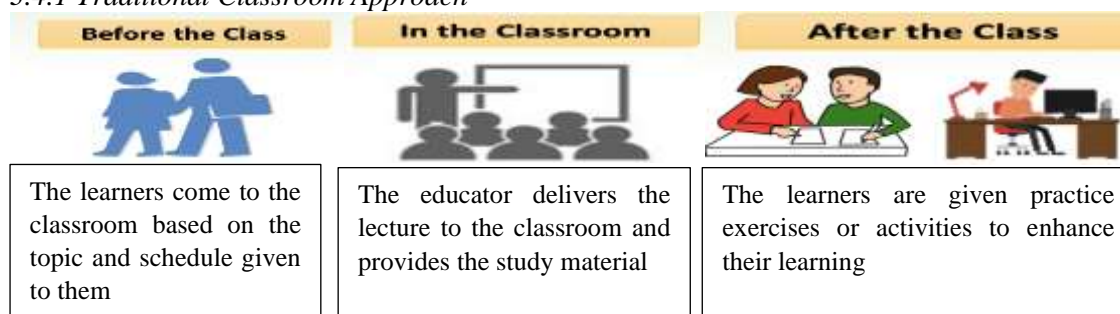 3.4.1 Traditional Classroom Approach
Before the Class
In the Classroom
After the Class
The learners come to the
classroom based on the
topic and schedule given
to them
The educator delivers the
lecture to the classroom and
provides the study material
The learners are given practice
exercises or activities to enhance
their learning